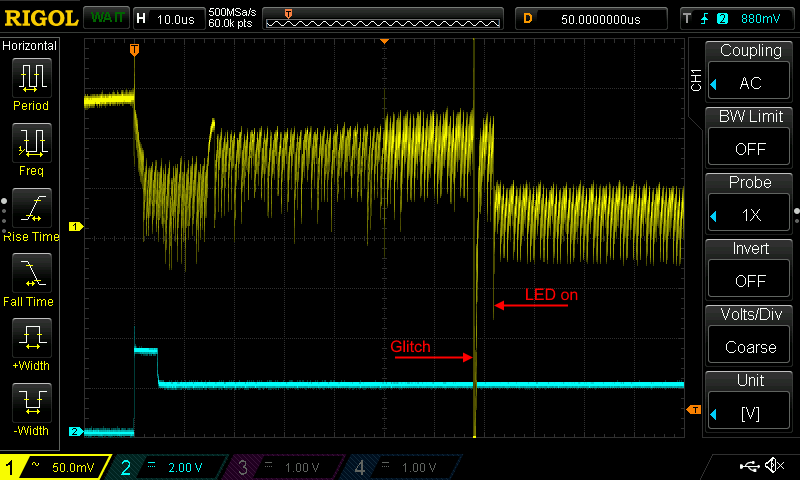 RIGOL WAIT H 10.0us 500MSa/s
60.0k pts
T
D 50.0000000us T 2 880mV
Horizontal
Period
Freq
Rise Time
Fall Time
+Width
-Width
T
1
2
LED on
Glitch
T
CH1
Coupling
AC
BW Limit
OFF
Probe
1X
Invert
OFF
Volts/Div
Coarse
Unit
[V]
1 ~ 50.0mV 2 = 2.00 V 3 = 1.00 V 4 = 1.00 V